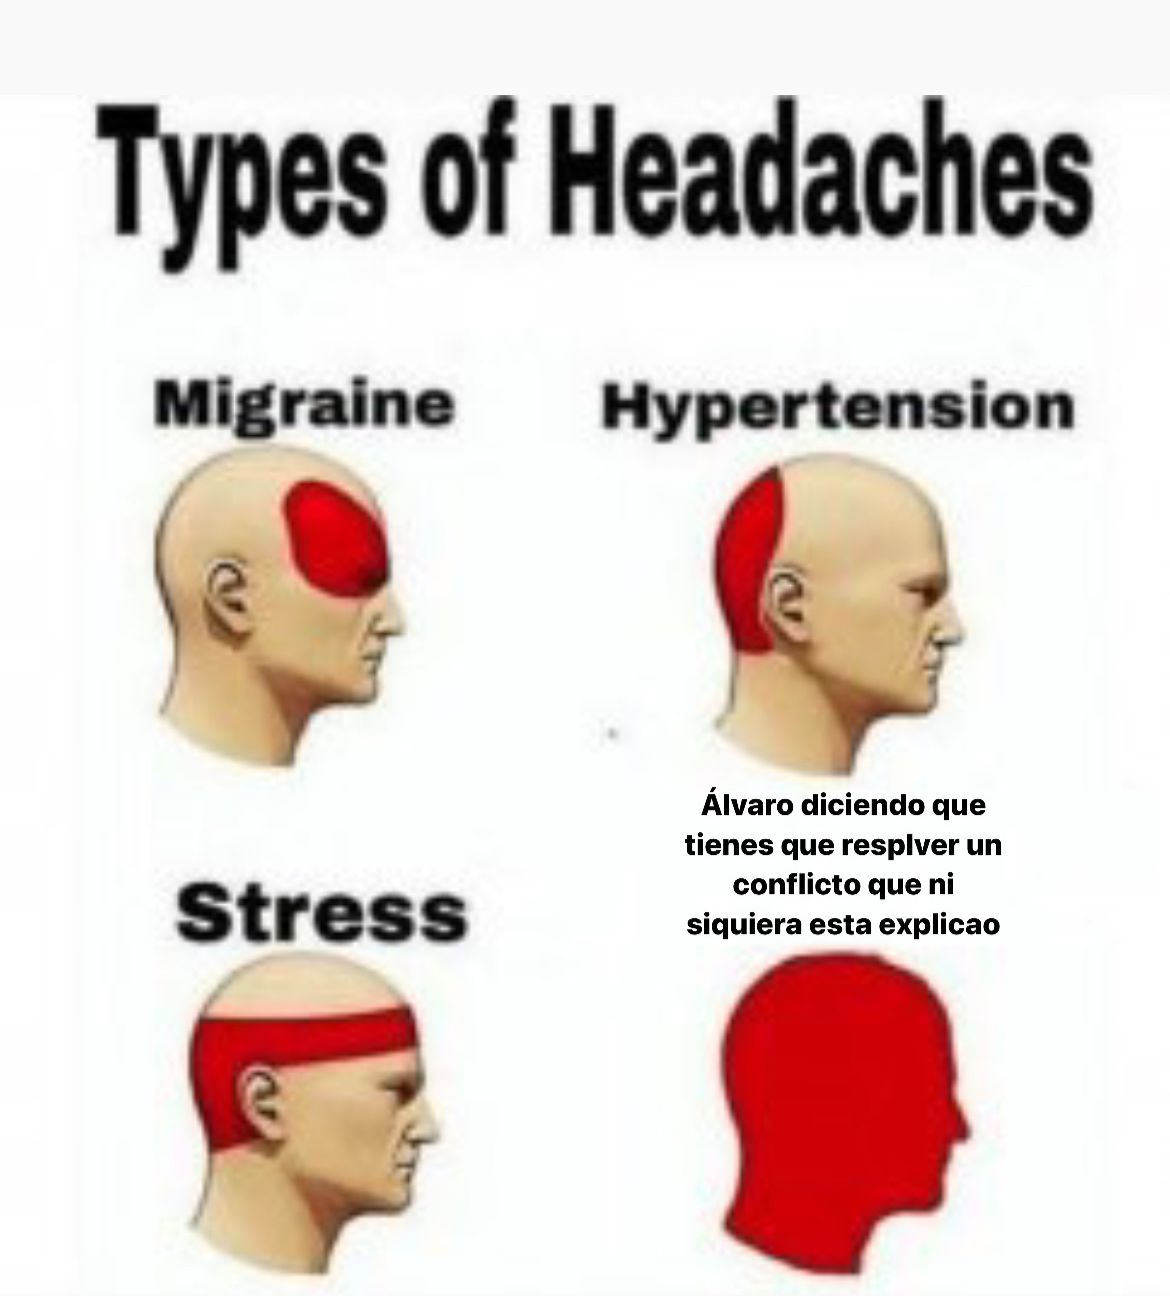 Types of Headaches
Migraine
Hypertension
Stress
Álvaro diciendo que
tienes que resplver un
conflicto que ni
siquiera esta explicao